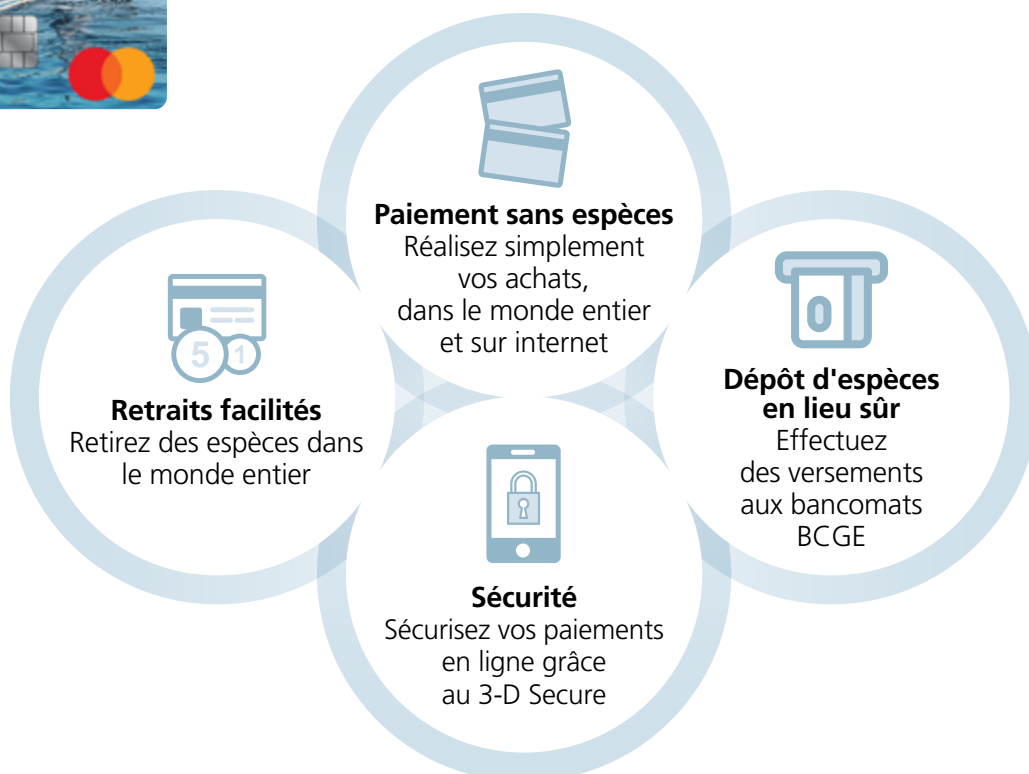 Paiement sans espèces
Réalisez simplement
vos achats,
dans le monde entier
et sur internet
Retraits facilités
Retirez des espèces dans
le monde entier
5 1
Dépôt d'espèces
en lieu sûr
Effectuez
des versements
aux bancomats
BCGE
Sécurité
Sécurisez vos paiements
en ligne grâce
au 3-D Secure